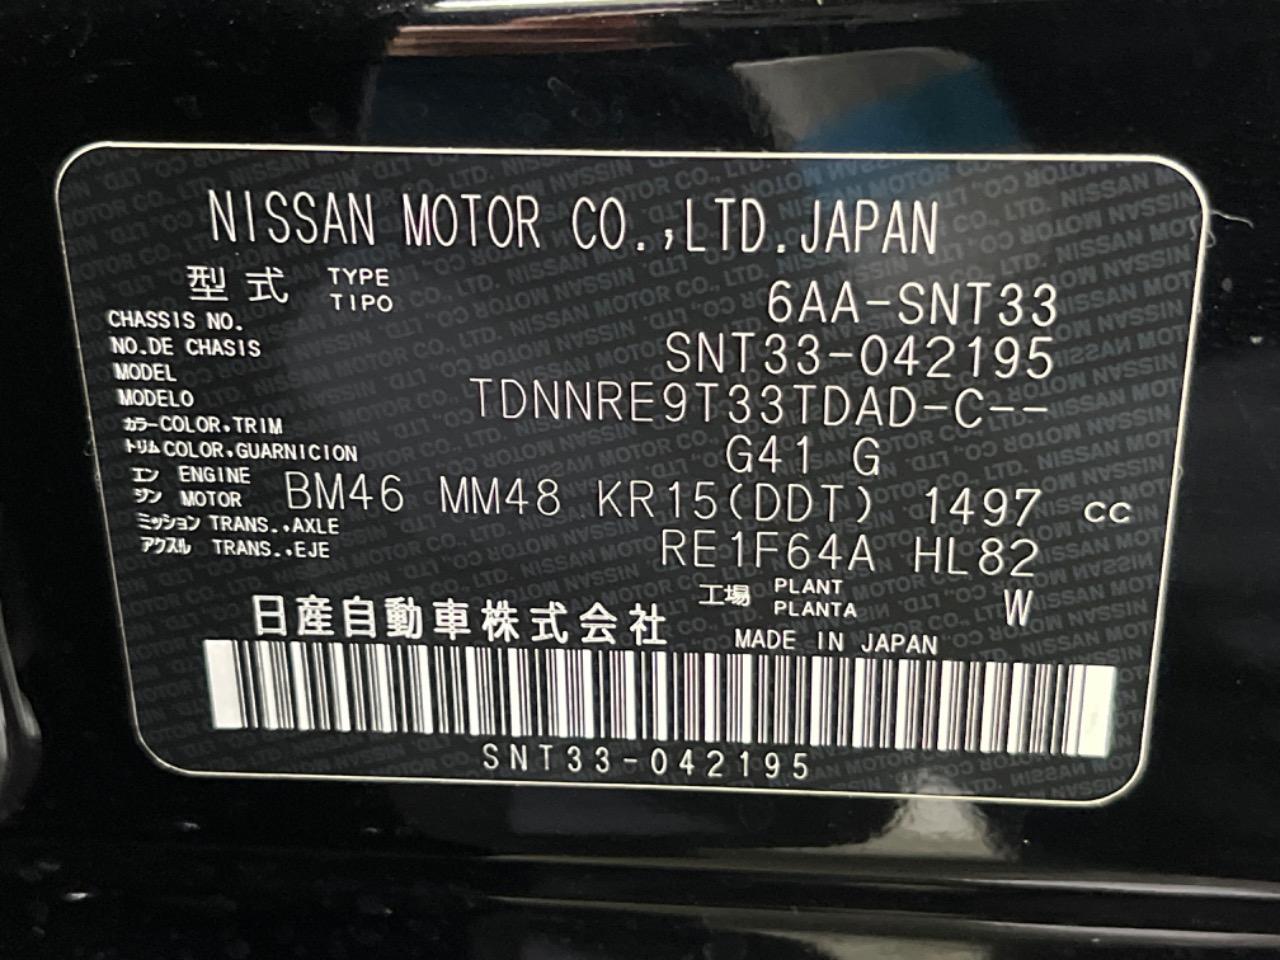 NISSAN MOTOR CO.,LTD.JAPAN
型式 TYPE TIPO 6AA-SNT33
CHASSIS NO.
NO.DE CHASIS SNT33-042195
MODEL
MODELO TDNNRE9T33TDAD-C--
カラー COLOR,TRIM
トリム COLOR,GUARNICION G41 G
エン ENGINE
ジン MOTOR BM46 MM48 KR15(DDT) 1497 cc
ミッション TRANS.,AXLE
アクスル TRANS.,EJE RE1F64A HL82
工場 PLANT PLANTA W
日産自動車株式会社 MADE IN JAPAN
SNT33-042195